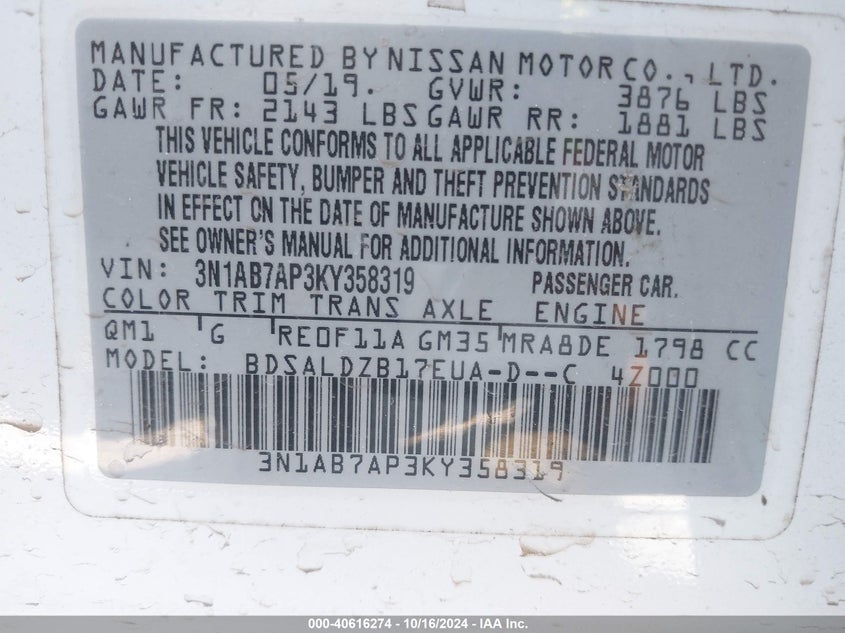 MANUFACTURED BY NISSAN MOTOR CO., LTD.
DATE: 05/19. GVWR: 3876 LBS
GAWR FR: 2143 LBS GAWR RR: 1881 LBS
THIS VEHICLE CONFORMS TO ALL APPLICABLE FEDERAL MOTOR
VEHICLE SAFETY, BUMPER AND THEFT PREVENTION STANDARDS
IN EFFECT ON THE DATE OF MANUFACTURE SHOWN ABOVE.
SEE OWNER'S MANUAL FOR ADDITIONAL INFORMATION.
VIN: 3N1AB7AP3KY358319 PASSENGER CAR.
COLOR TRIM TRANS AXLE ENGINE
QM1 G RE0F11A GM35 MRA8DE 1798 CC
MODEL: BDSALDZB17EUA-D--C 4Z000
3N1AB7AP3KY358319
000-40616274 - 10/16/2024 - IAA Inc.